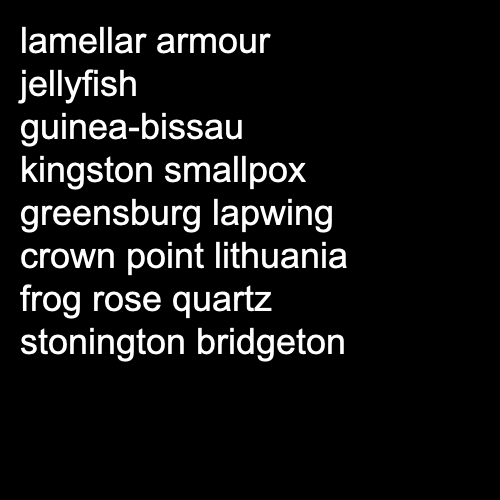 lamellar armour
jellyfish
guinea-bissau
kingston smallpox
greensburg lapwing
crown point lithuania
frog rose quartz
stonington bridgeton